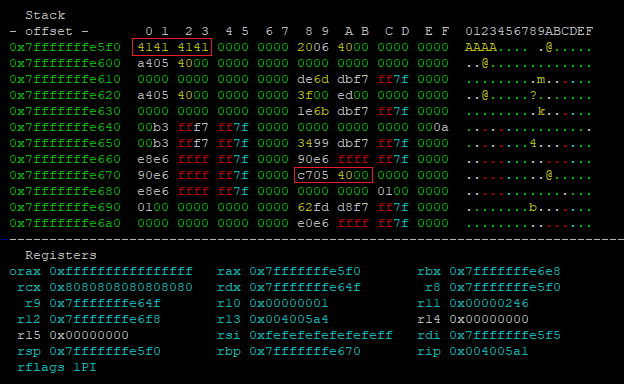 Stack
- offset -       0 1  2 3  4 5  6 7  8 9  A B  C D  E F  0123456789ABCDEF
0x7fffffffe5f0  4141 4141 0000 0000 2006 4000 0000 0000  AAAA.... .@.....
0x7fffffffe600  a405 4000 0000 0000 0000 0000 0000 0000  ..@.............
0x7fffffffe610  0000 0000 0000 0000 de6d dbf7 ff7f 0000  .........m......
0x7fffffffe620  a405 4000 0000 0000 3f00 ed00 0000 0000  ..@.....?.......
0x7fffffffe630  0000 0000 0000 0000 1e6b dbf7 ff7f 0000  .........k......
0x7fffffffe640  00b3 fff7 ff7f 0000 0000 0000 0000 000a  ................
0x7fffffffe650  00b3 fff7 ff7f 0000 3499 dbf7 ff7f 0000  ........4.......
0x7fffffffe660  e8e6 ffff ff7f 0000 90e6 ffff ff7f 0000  ................
0x7fffffffe670  90e6 ffff ff7f 0000 c705 4000 0000 0000  ..........@.....
0x7fffffffe680  e8e6 ffff ff7f 0000 0000 0000 0100 0000  ................
0x7fffffffe690  0100 0000 0000 0000 62fd d8f7 ff7f 0000  ........b.......
0x7fffffffe6a0  0000 0000 0000 0000 e0e6 ffff ff7f 0000  ................
Registers
orax 0xffffffffffffffff rax 0x7fffffffe5f0 rbx 0x7fffffffe6e8
rcx 0x8080808080808080 rdx 0x7fffffffe64f r8 0x7fffffffe5f0
r9 0x7fffffffe64f r10 0x00000001 r11 0x00000246
r12 0x7fffffffe6f8 r13 0x004005a4 r14 0x00000000
r15 0x00000000 rsi 0xfefefefefefefeff rdi 0x7fffffffe5f5
rsp 0x7fffffffe5f0 rbp 0x7fffffffe670 rip 0x004005a1
rflags 1PI